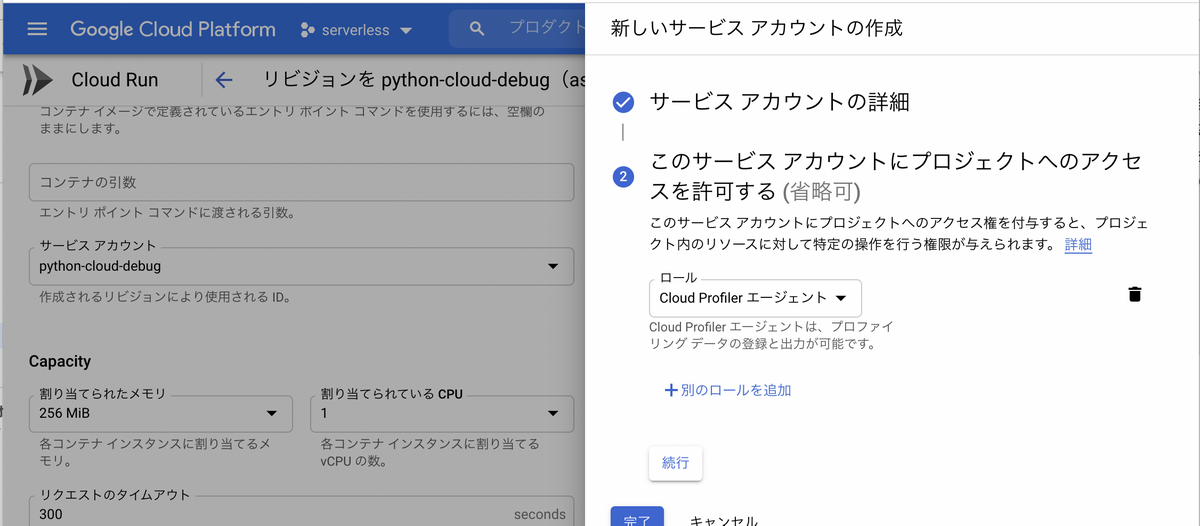 Google Cloud Platform
serverless
プロダクト
Cloud Run
リビジョンを python-cloud-debug（as
コンテナ イメージで定義されているエントリ ポイント コマンドを使用するには、空欄の
ままにします。
コンテナの引数
エントリ ポイント コマンドに渡される引数。
サービス アカウント
python-cloud-debug
作成されるリビジョンにより使用される ID。
Capacity
割り当てられたメモリ
256 MiB
各コンテナ インスタンスに割り当てるメ
モリ。
割り当てられている CPU
1
各コンテナ インスタンスに割り当てる
vCPU の数。
リクエストのタイムアウト
300
seconds
新しいサービス アカウントの作成
サービス アカウントの詳細
2
このサービス アカウントにプロジェクトへのアクセ
スを許可する (省略可)
このサービス アカウントにプロジェクトへのアクセス権を付与すると、プロジェ
クト内のリソースに対して特定の操作を行う権限が与えられます。 詳細
ロール
Cloud Profiler エージェント
Cloud Profiler エージェントは、プロファイ
リング データの登録と出力が可能です。
+別のロールを追加
続行
完了
キャンセル